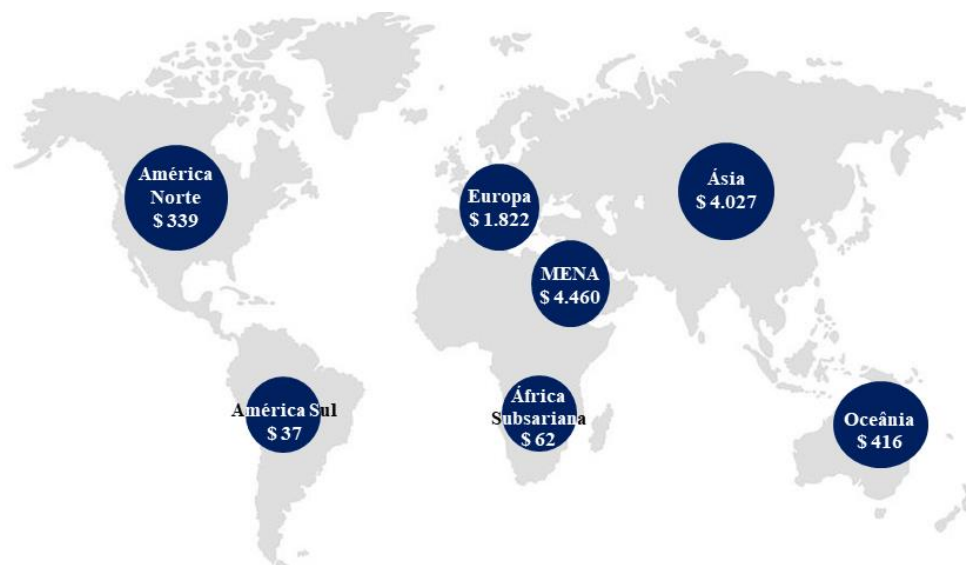 América
Norte
$ 339
Europa
$ 1.822
Ásia
$ 4.027
MENA
$ 4.460
América Sul
$ 37
África
Subsariana
$ 62
Oceânia
$ 416